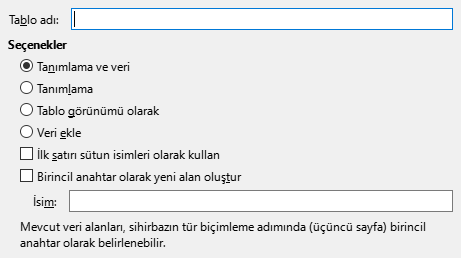 Tablo adı:
Seçenekler
Tanımlama ve veri
Tanımlama
Tablo görünümü olarak
Veri ekle
İlk satırı sütun isimleri olarak kullan
Birincil anahtar olarak yeni alan oluştur
İsim:
Mevcut veri alanları, sihirbazın tür biçimleme adımında (üçüncü sayfa) birincil
anahtar olarak belirlenebilir.